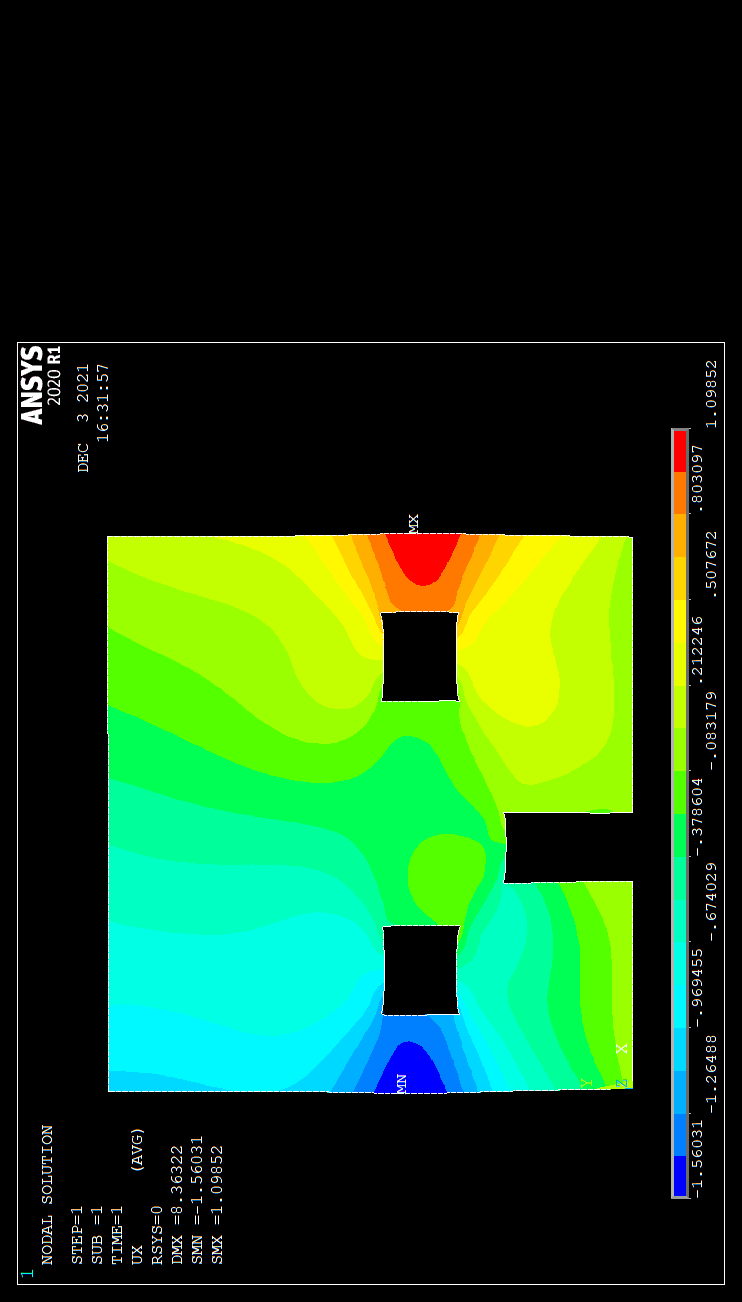 1
NODAL SOLUTION
STEP=1
SUB =1
TIME=1
UX (AVG)
RSYS=0
DMX =8.36322
SMN =-1.56031
SMX =1.09852
ANSYS
2020 R1
DEC 3 2021
16:31:57
MN
MX
Y
Z X
-1.56031
-1.26488
-.969455
-.674029
-.378604
-.083179
.212246
.507672
.803097
1.09852